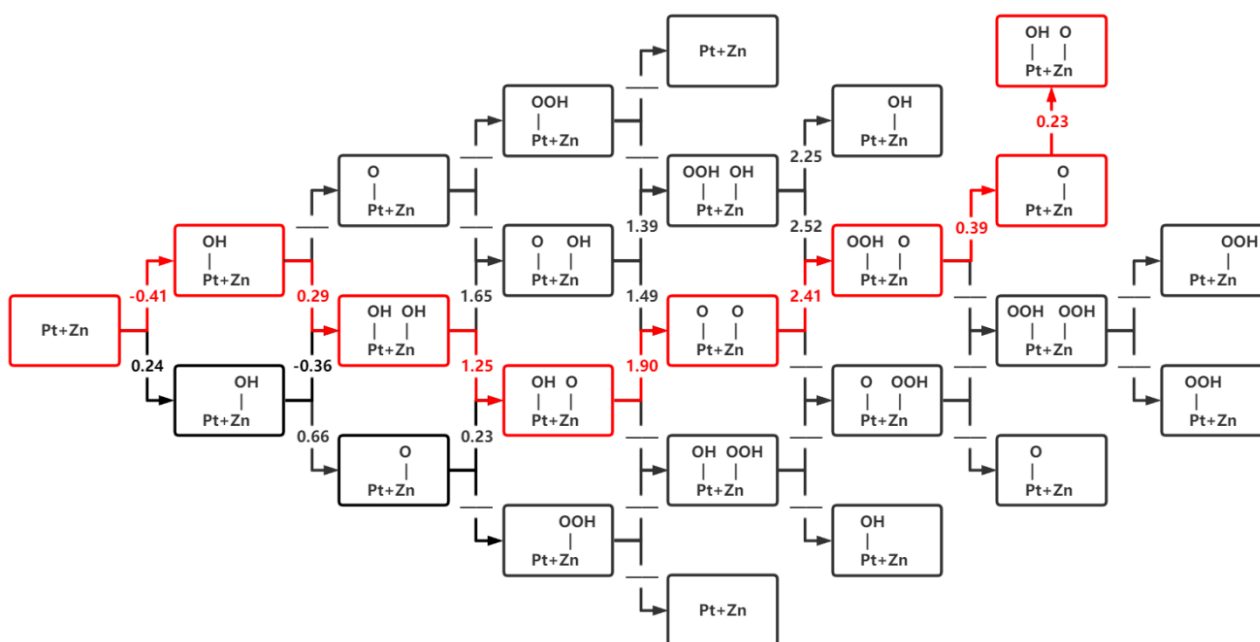 Pt+Zn
OH O
Pt+Zn
OOH
Pt+Zn
OH
Pt+Zn
0.23
O
Pt+Zn
2.25
OOH OH
Pt+Zn
O
Pt+Zn
OH
Pt+Zn
O OH
Pt+Zn
1.39
2.52
OOH O
Pt+Zn
0.39
OOH
Pt+Zn
Pt+Zn
-0.41
0.29
OH OH
Pt+Zn
1.65
1.49
O O
Pt+Zn
2.41
OOH OOH
Pt+Zn
0.24
OH
Pt+Zn
-0.36
1.25
OH O
Pt+Zn
1.90
O OOH
Pt+Zn
OOH
Pt+Zn
0.66
O
Pt+Zn
0.23
OH OOH
Pt+Zn
O
Pt+Zn
OOH
Pt+Zn
OH
Pt+Zn
Pt+Zn